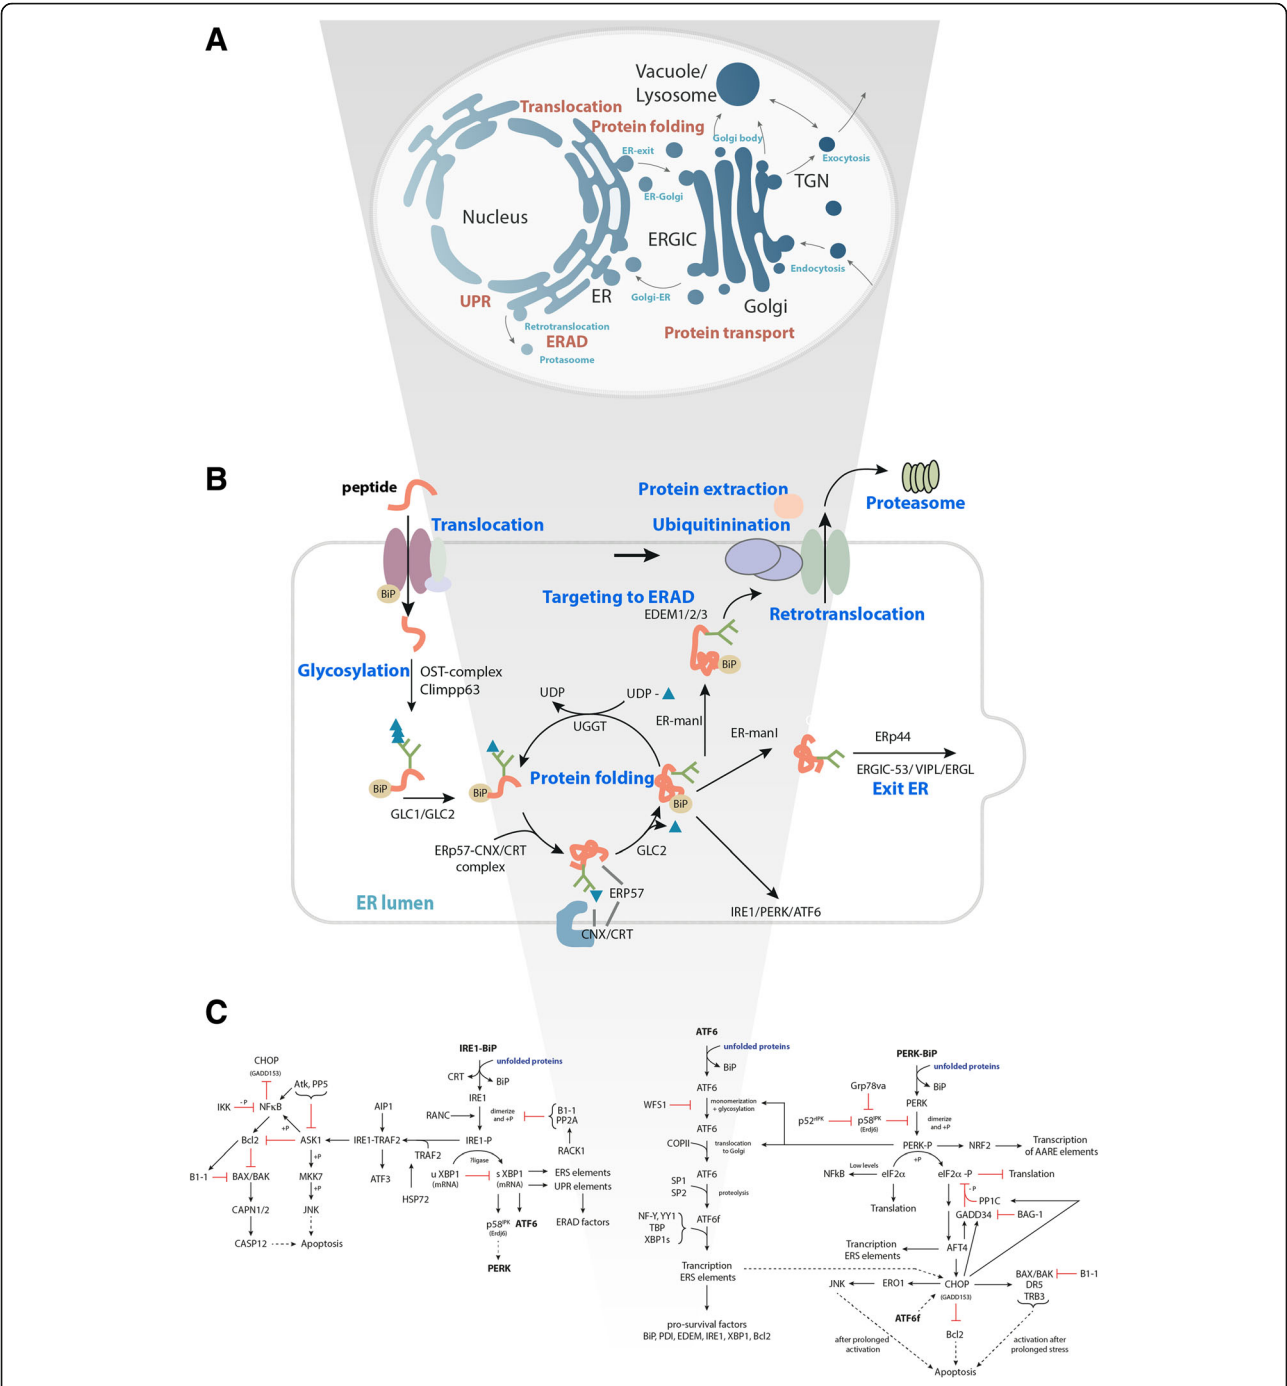 A
Vacuole/
Lysosome
Translocation
Protein folding
Golgi body
ER-exit
Exocytosis
TGN
ER-Golgi
Nucleus
ERGIC
Endocytosis
UPR
ER
Golgi-ER
Golgi
Retrotranslocation
ERAD
Protein transport
Protasoome
B
peptide
Protein extraction
Proteasome
Translocation
Ubiquitinination
BiP
Targeting to ERAD
EDEM1/2/3
Retrotranslocation
BiP
Glycosylation
OST-complex
Climpp63
UDP
UDP -
UGGT
ER-manI
ER-manI
ERp44
ERGIC-53/ VIPL/ERGL
Exit ER
Protein folding
BiP
BiP
BiP
GLC1/GLC2
ERp57-CNX/CRT
complex
GLC2
ERP57
ER lumen
IRE1/PERK/ATF6
CNX/CRT
C
CHOP
(GADD153)
Atk, PP5
IKK
- P
NFκB
+P
Bcl2
ASK1
+P
B1-1
BAX/BAK
MKK7
+P
CAPN1/2
JNK
CASP12
Apoptosis
IRE1-BiP
unfolded proteins
CRT
BiP
IRE1
AIP1
RANC
dimerize
and +P
B1-1
PP2A
RACK1
IRE1-TRAF2
IRE1-P
TRAF2
?ligase
ATF3
u XBP1
(mRNA)
s XBP1
(mRNA)
ERS elements
UPR elements
HSP72
ERAD factors
p58IPK
(Erdj6)
ATF6
PERK
ATF6
unfolded proteins
BiP
ATF6
WFS1
monomerization
+ glycosylation
ATF6
COPII
translocation
to Golgi
ATF6
SP1
SP2
proteolysis
NF-Y, YY1
TBP
XBP1s
ATF6f
Trancription
ERS elements
pro-survival factors
BiP, PDI, EDEM, IRE1, XBP1, Bcl2
PERK-BiP
unfolded proteins
BiP
Grp78va
PERK
p52rIPK
p58IPK
(Erdj6)
dimerize
and +P
PERK-P
NRF2
Transcription
of AARE elements
+P
NFkB
Low levels
eIF2α
eIF2α -P
Translation
- P
PP1C
Translation
GADD34
BAG-1
Trancription
ERS elements
AFT4
JNK
ERO1
CHOP
(GADD153)
BAX/BAK
DR5
TRB3
B1-1
ATF6f
Bcl2
after prolonged
activation
activation after
prolonged stress
Apoptosis